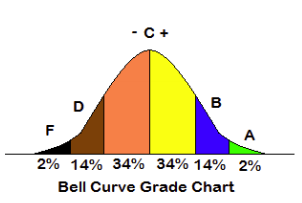 - C +
D
B
F
A
2% 14% 34% 34% 14% 2%
Bell Curve Grade Chart